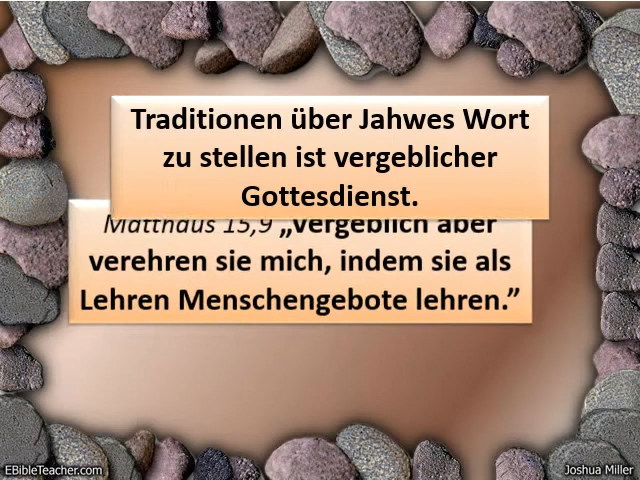 Traditionen über Jahwes Wort
zu stellen ist vergeblicher
Gottesdienst.
Matthäus 15,9 „Vergeblich aber
verehren sie mich, indem sie als
Lehren Menschengebote lehren.”
EBibleTeacher.com
Joshua Miller